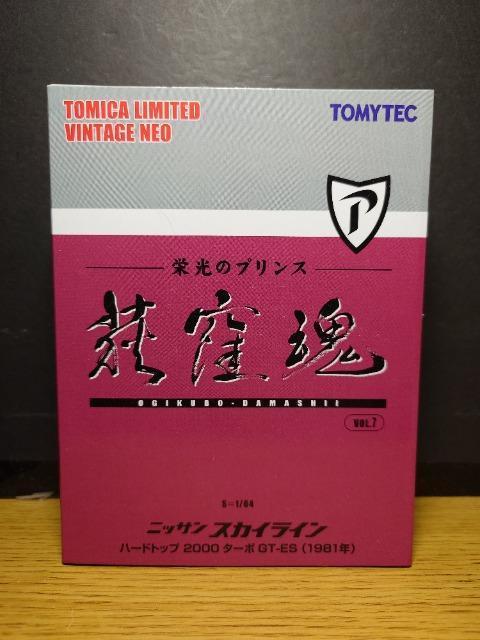 TOMICA LIMITED
VINTAGE NEO
TOMYTEC
P
栄光のプリンス
荻窪魂
OGIKUBO-DAMASHII
VOL.7
S=1/64
ニッサン スカイライン
ハードトップ 2000 ターボ GT-ES (1981年)